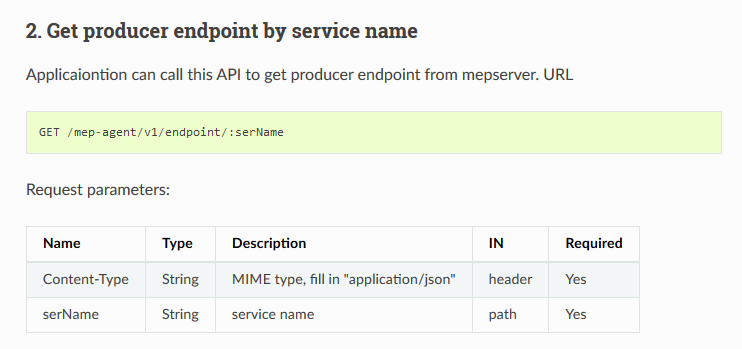 2. Get producer endpoint by service name
Applicaiontion can call this API to get producer endpoint from mepserver. URL
GET /mep-agent/v1/endpoint/:serName
Request parameters:
Name Type Description IN Required
Content-Type String MIME type, fill in "application/json" header Yes
serName String service name path Yes